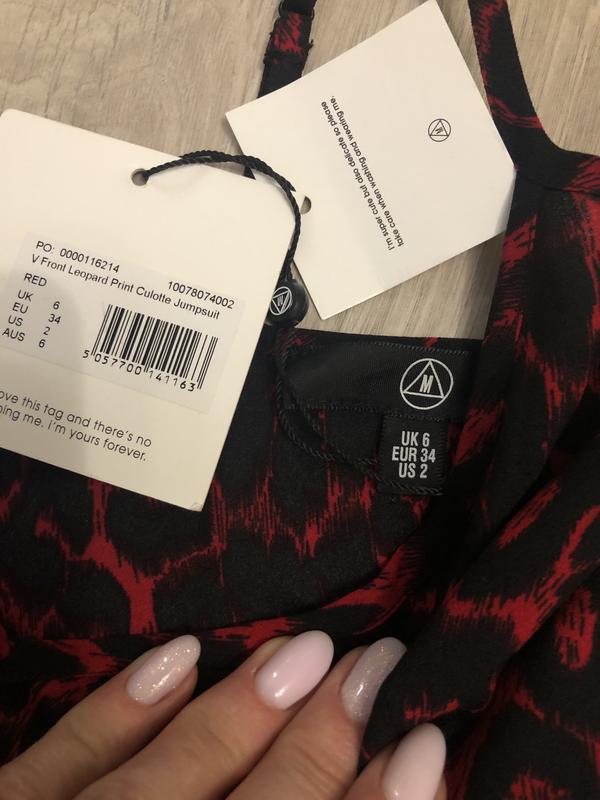 I'm super cute but also delicate so please
take care when washing and wearing me.
PO: 0000116214
10078074002
V Front Leopard Print Culotte Jumpsuit
RED
UK 6
EU 34
US 2
AUS 6
5 057700 141163
ove this tag and there's no
ning me. i'm yours forever.
M
UK 6
EUR 34
US 2